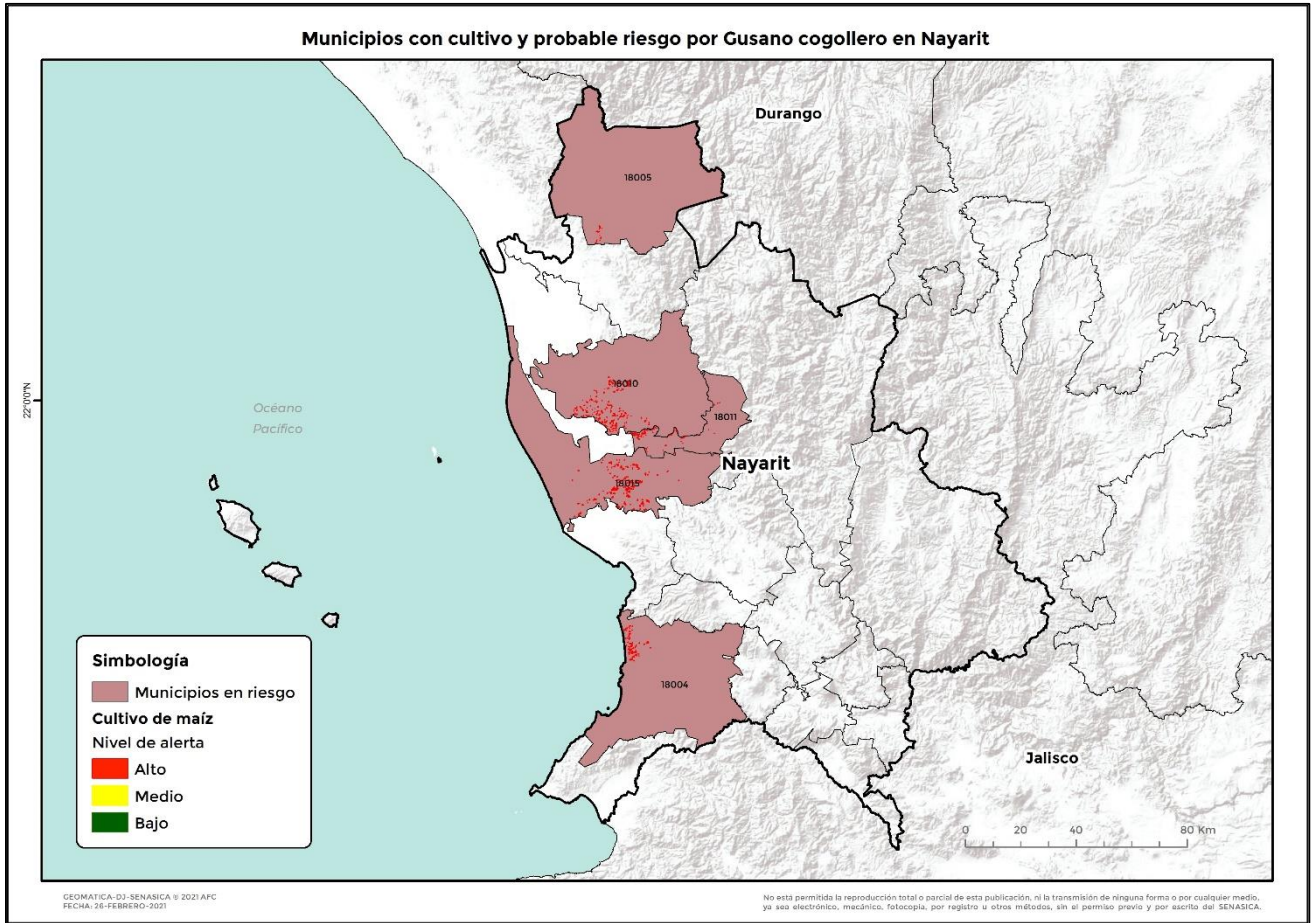 Municipios con cultivo y probable riesgo por Gusano cogollero en Nayarit
Durango
18005
22°0'0"N
18010
Océano
Pacífico
18011
Nayarit
18015
18004
Simbología
Municipios en riesgo
Cultivo de maíz
Nivel de alerta
Alto
Medio
Bajo
Jalisco
0 20 40 80 Km
GEOMATICA-DJ-SENASICA © 2021 AFC
FECHA: 26-FEBRERO-2021
No está permitida la reproducción total o parcial de esta publicación, ni la transmisión de ninguna forma o por cualquier medio,
ya sea electrónico, mecánico, fotocopia, por registro u otros métodos, sin el permiso previo y por escrito del SENASICA.